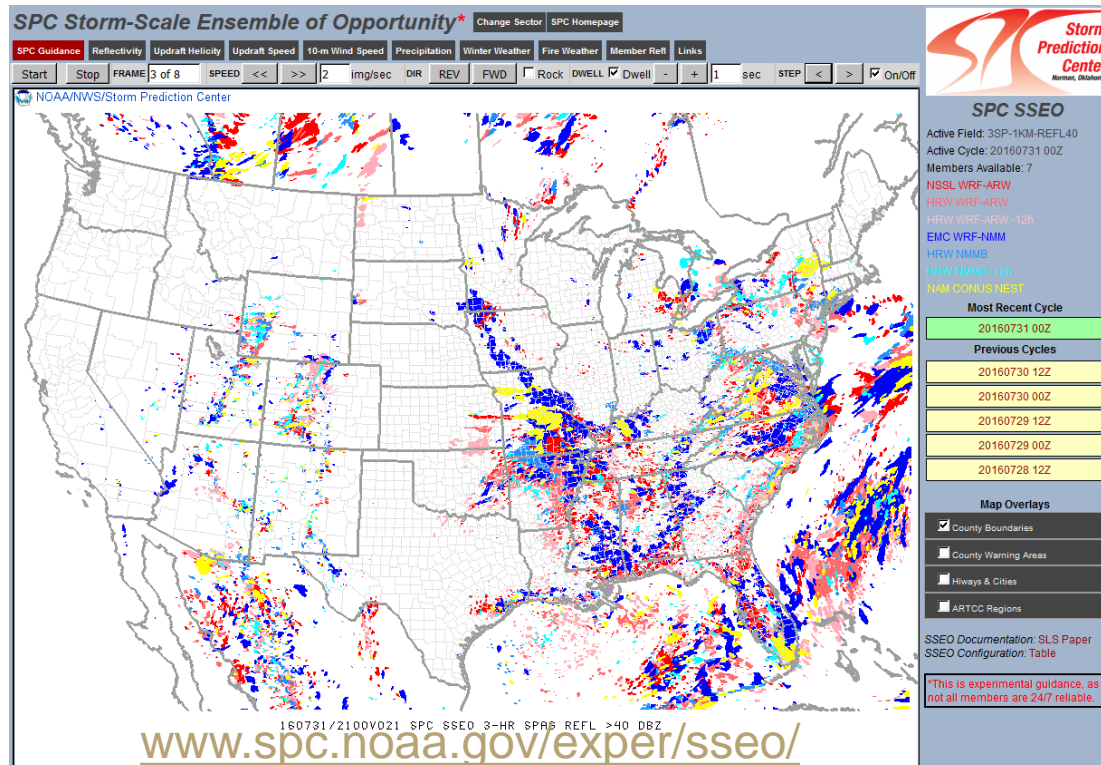 SPC Storm-Scale Ensemble of Opportunity* Change Sector SPC Homepage
SPC Guidance Reflectivity Updraft Helicity Updraft Speed 10-m Wind Speed Precipitation Winter Weather Fire Weather Member Refl Links
Start Stop FRAME 3 of 8 SPEED << >> 2 img/sec DIR REV FWD Rock DWELL Dwell - + 1 sec STEP < > On/Off
NOAA/NWS/Storm Prediction Center
160731/2100V021 SPC SSEO 3-HR SPAG REFL >40 DBZ
www.spc.noaa.gov/exper/sseo/
Storm
Prediction
Center
Norman, Oklahoma
SPC SSEO
Active Field: 3SP-1KM-REFL40
Active Cycle: 20160731 00Z
Members Available: 7
NSSL WRF-ARW
HRW WRF-ARW
HRW WRF-ARW -12h
EMC WRF-NMM
HRW NMMB
HRW NMMB -12h
NAM CONUS NEST
Most Recent Cycle
20160731 00Z
Previous Cycles
20160730 12Z
20160730 00Z
20160729 12Z
20160729 00Z
20160728 12Z
Map Overlays
County Boundaries
County Warning Areas
Hiways & Cities
ARTCC Regions
SSEO Documentation: SLS Paper
SSEO Configuration: Table
*This is experimental guidance, as
not all members are 24/7 reliable.